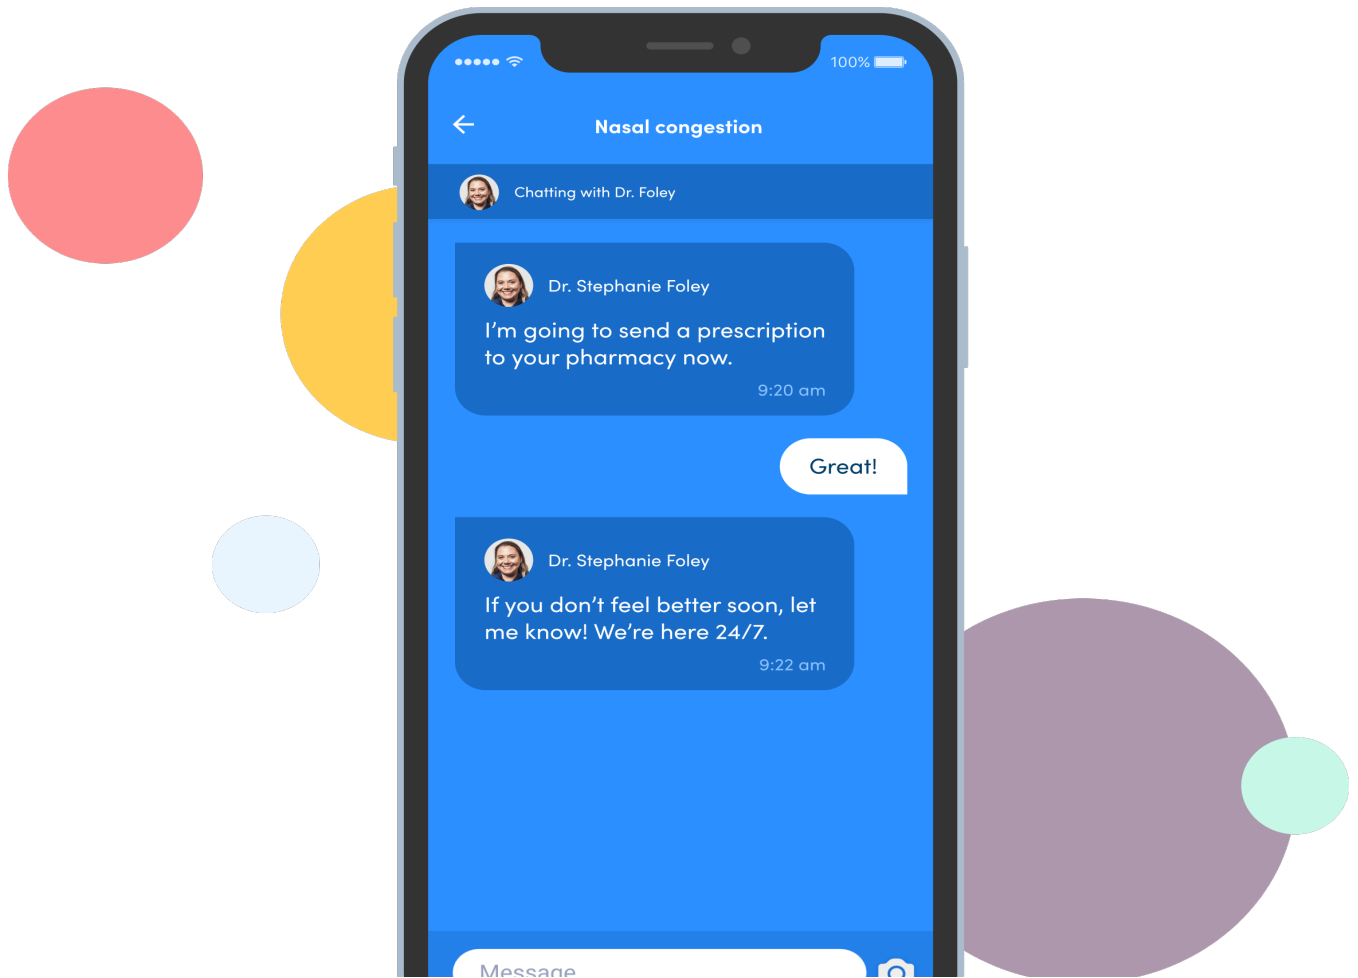 100%
Nasal congestion
Chatting with Dr. Foley
Dr. Stephanie Foley
I’m going to send a prescription
to your pharmacy now.
9:20 am
Great!
Dr. Stephanie Foley
If you don’t feel better soon, let
me know! We’re here 24/7.
9:22 am
Message